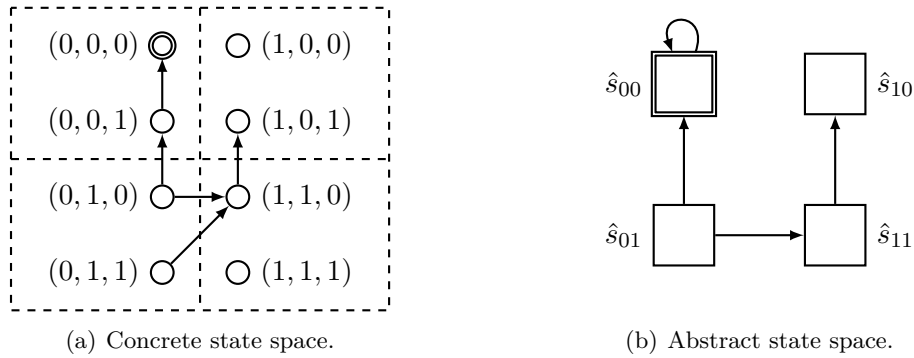 (0, 0, 0) (1, 0, 0)
(0, 0, 1) (1, 0, 1)
(0, 1, 0) (1, 1, 0)
(0, 1, 1) (1, 1, 1)
(a) Concrete state space.
ŝ₀₀ ŝ₁₀
ŝ₀₁ ŝ₁₁
(b) Abstract state space.